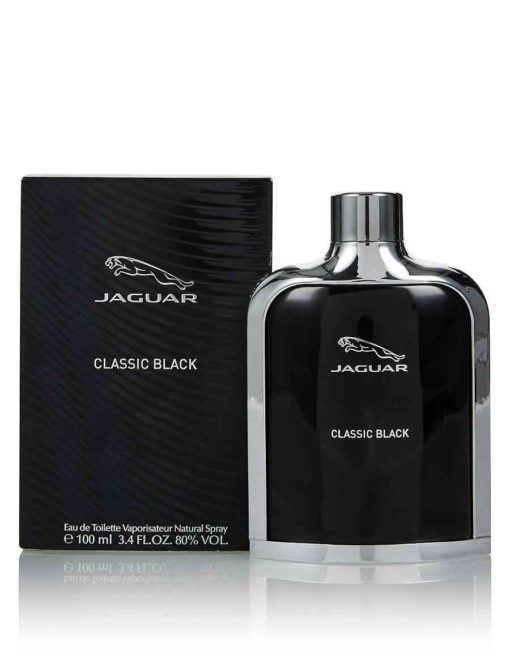 JAGUAR
CLASSIC BLACK
Eau de Toilette Vaporisateur Natural Spray
℮ 100 ml 3.4 FL.OZ. 80% VOL.
JAGUAR
CLASSIC BLACK